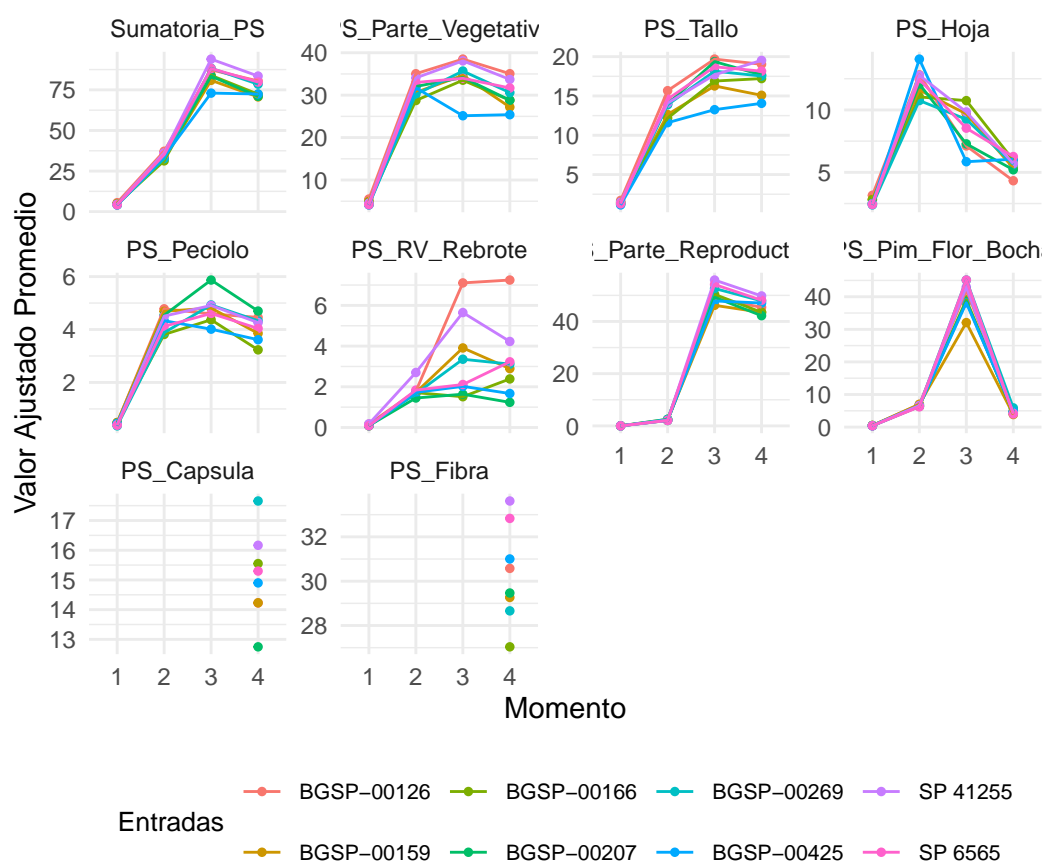 Sumatoria_PS
PS_Parte_Vegetativ
PS_Tallo
PS_Hoja
75
50
25
0
40
30
20
10
20
15
10
5
10
5
PS_Peciolo
PS_RV_Rebrote
S_Parte_Reproduct
PS_Pim_Flor_Boch
6
4
2
6
4
2
0
40
20
0
40
30
20
10
0
1 2 3 4
1 2 3 4
PS_Capsula
PS_Fibra
17
16
15
14
13
32
30
28
1 2 3 4
1 2 3 4
Valor Ajustado Promedio
Momento
Entradas
BGSP−00126
BGSP−00166
BGSP−00269
SP 41255
BGSP−00159
BGSP−00207
BGSP−00425
SP 6565